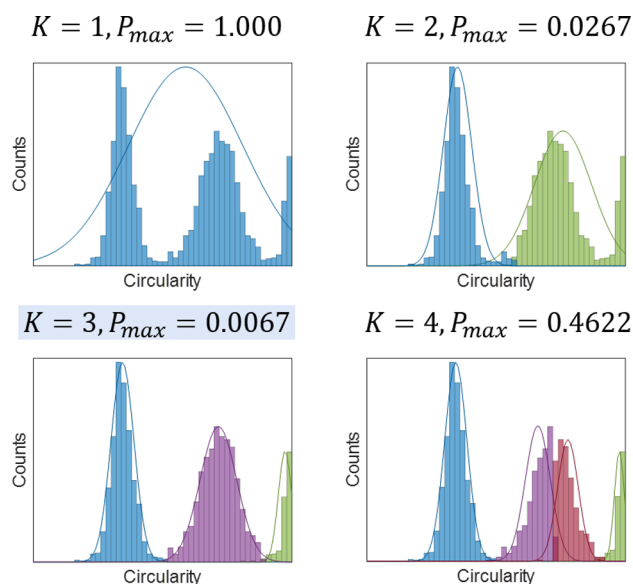 K = 1, P_max = 1.000
K = 2, P_max = 0.0267
Counts
Circularity
Counts
Circularity
K = 3, P_max = 0.0067
K = 4, P_max = 0.4622
Counts
Circularity
Counts
Circularity